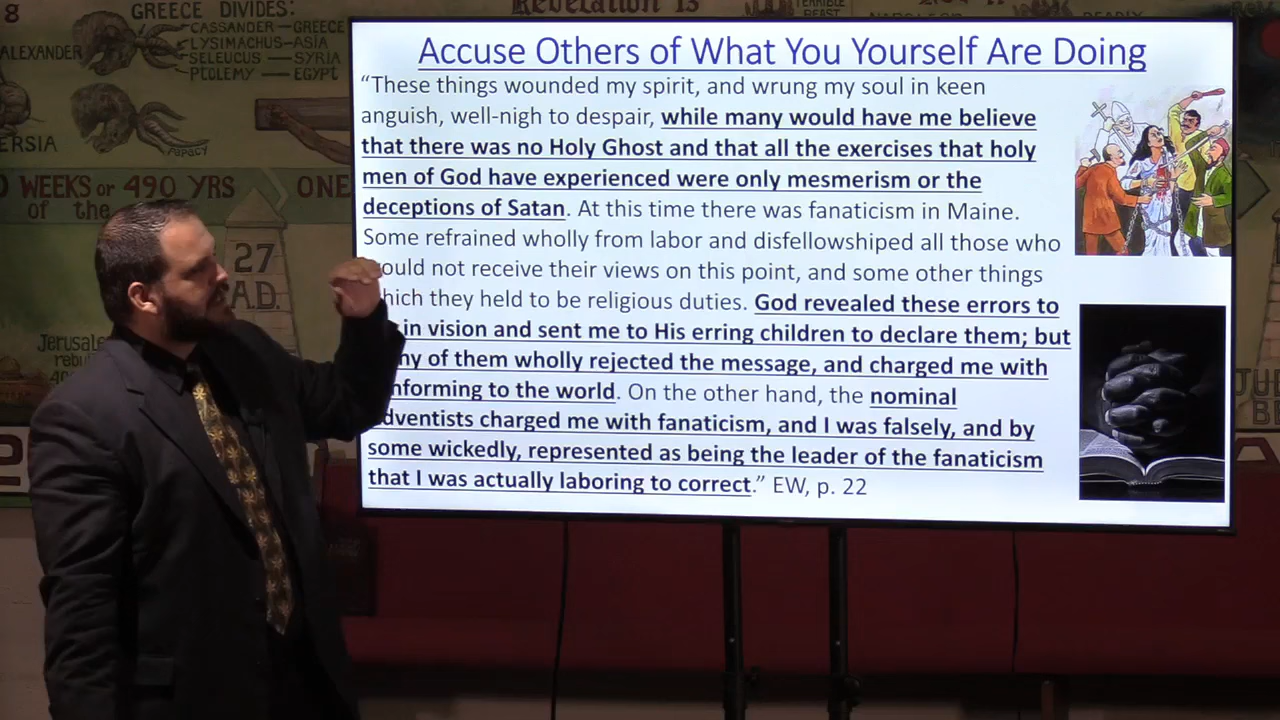 8
GREECE DIVIDES:
CASSANDER — GREECE
LYSIMACHUS — ASIA
SELEUCUS — SYRIA
PTOLEMY — EGYPT
ALEXANDER
PAPACY
WEEKS or 490 YRS
of the
ONE
27
A.D.
Revelation 13
TERRIBLE
BEAST
DEADLY
Accuse Others of What You Yourself Are Doing
“These things wounded my spirit, and wrung my soul in keen
anguish, well-nigh to despair, while many would have me believe
that there was no Holy Ghost and that all the exercises that holy
men of God have experienced were only mesmerism or the
deceptions of Satan. At this time there was fanaticism in Maine.
Some refrained wholly from labor and disfellowshiped all those who
ould not receive their views on this point, and some other things
hich they held to be religious duties. God revealed these errors to
in vision and sent me to His erring children to declare them; but
ny of them wholly rejected the message, and charged me with
nforming to the world. On the other hand, the nominal
dventists charged me with fanaticism, and I was falsely, and by
some wickedly, represented as being the leader of the fanaticism
that I was actually laboring to correct.” EW, p. 22